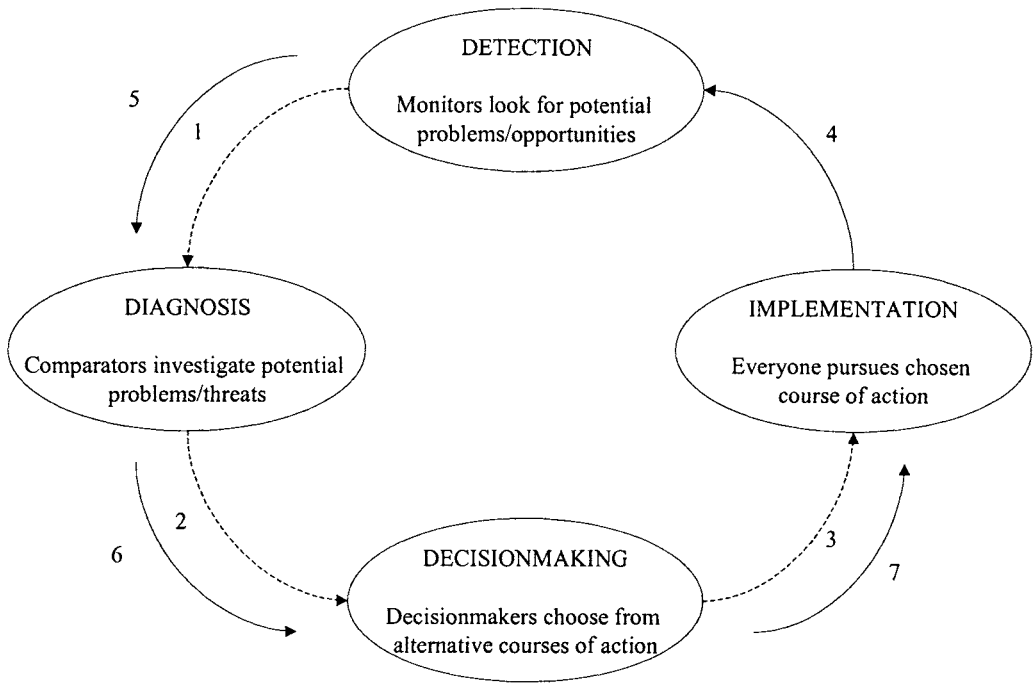 DETECTION
Monitors look for potential
problems/opportunities
5
1
4
DIAGNOSIS
Comparators investigate potential
problems/threats
IMPLEMENTATION
Everyone pursues chosen
course of action
2
6
3
7
DECISIONMAKING
Decisionmakers choose from
alternative courses of action